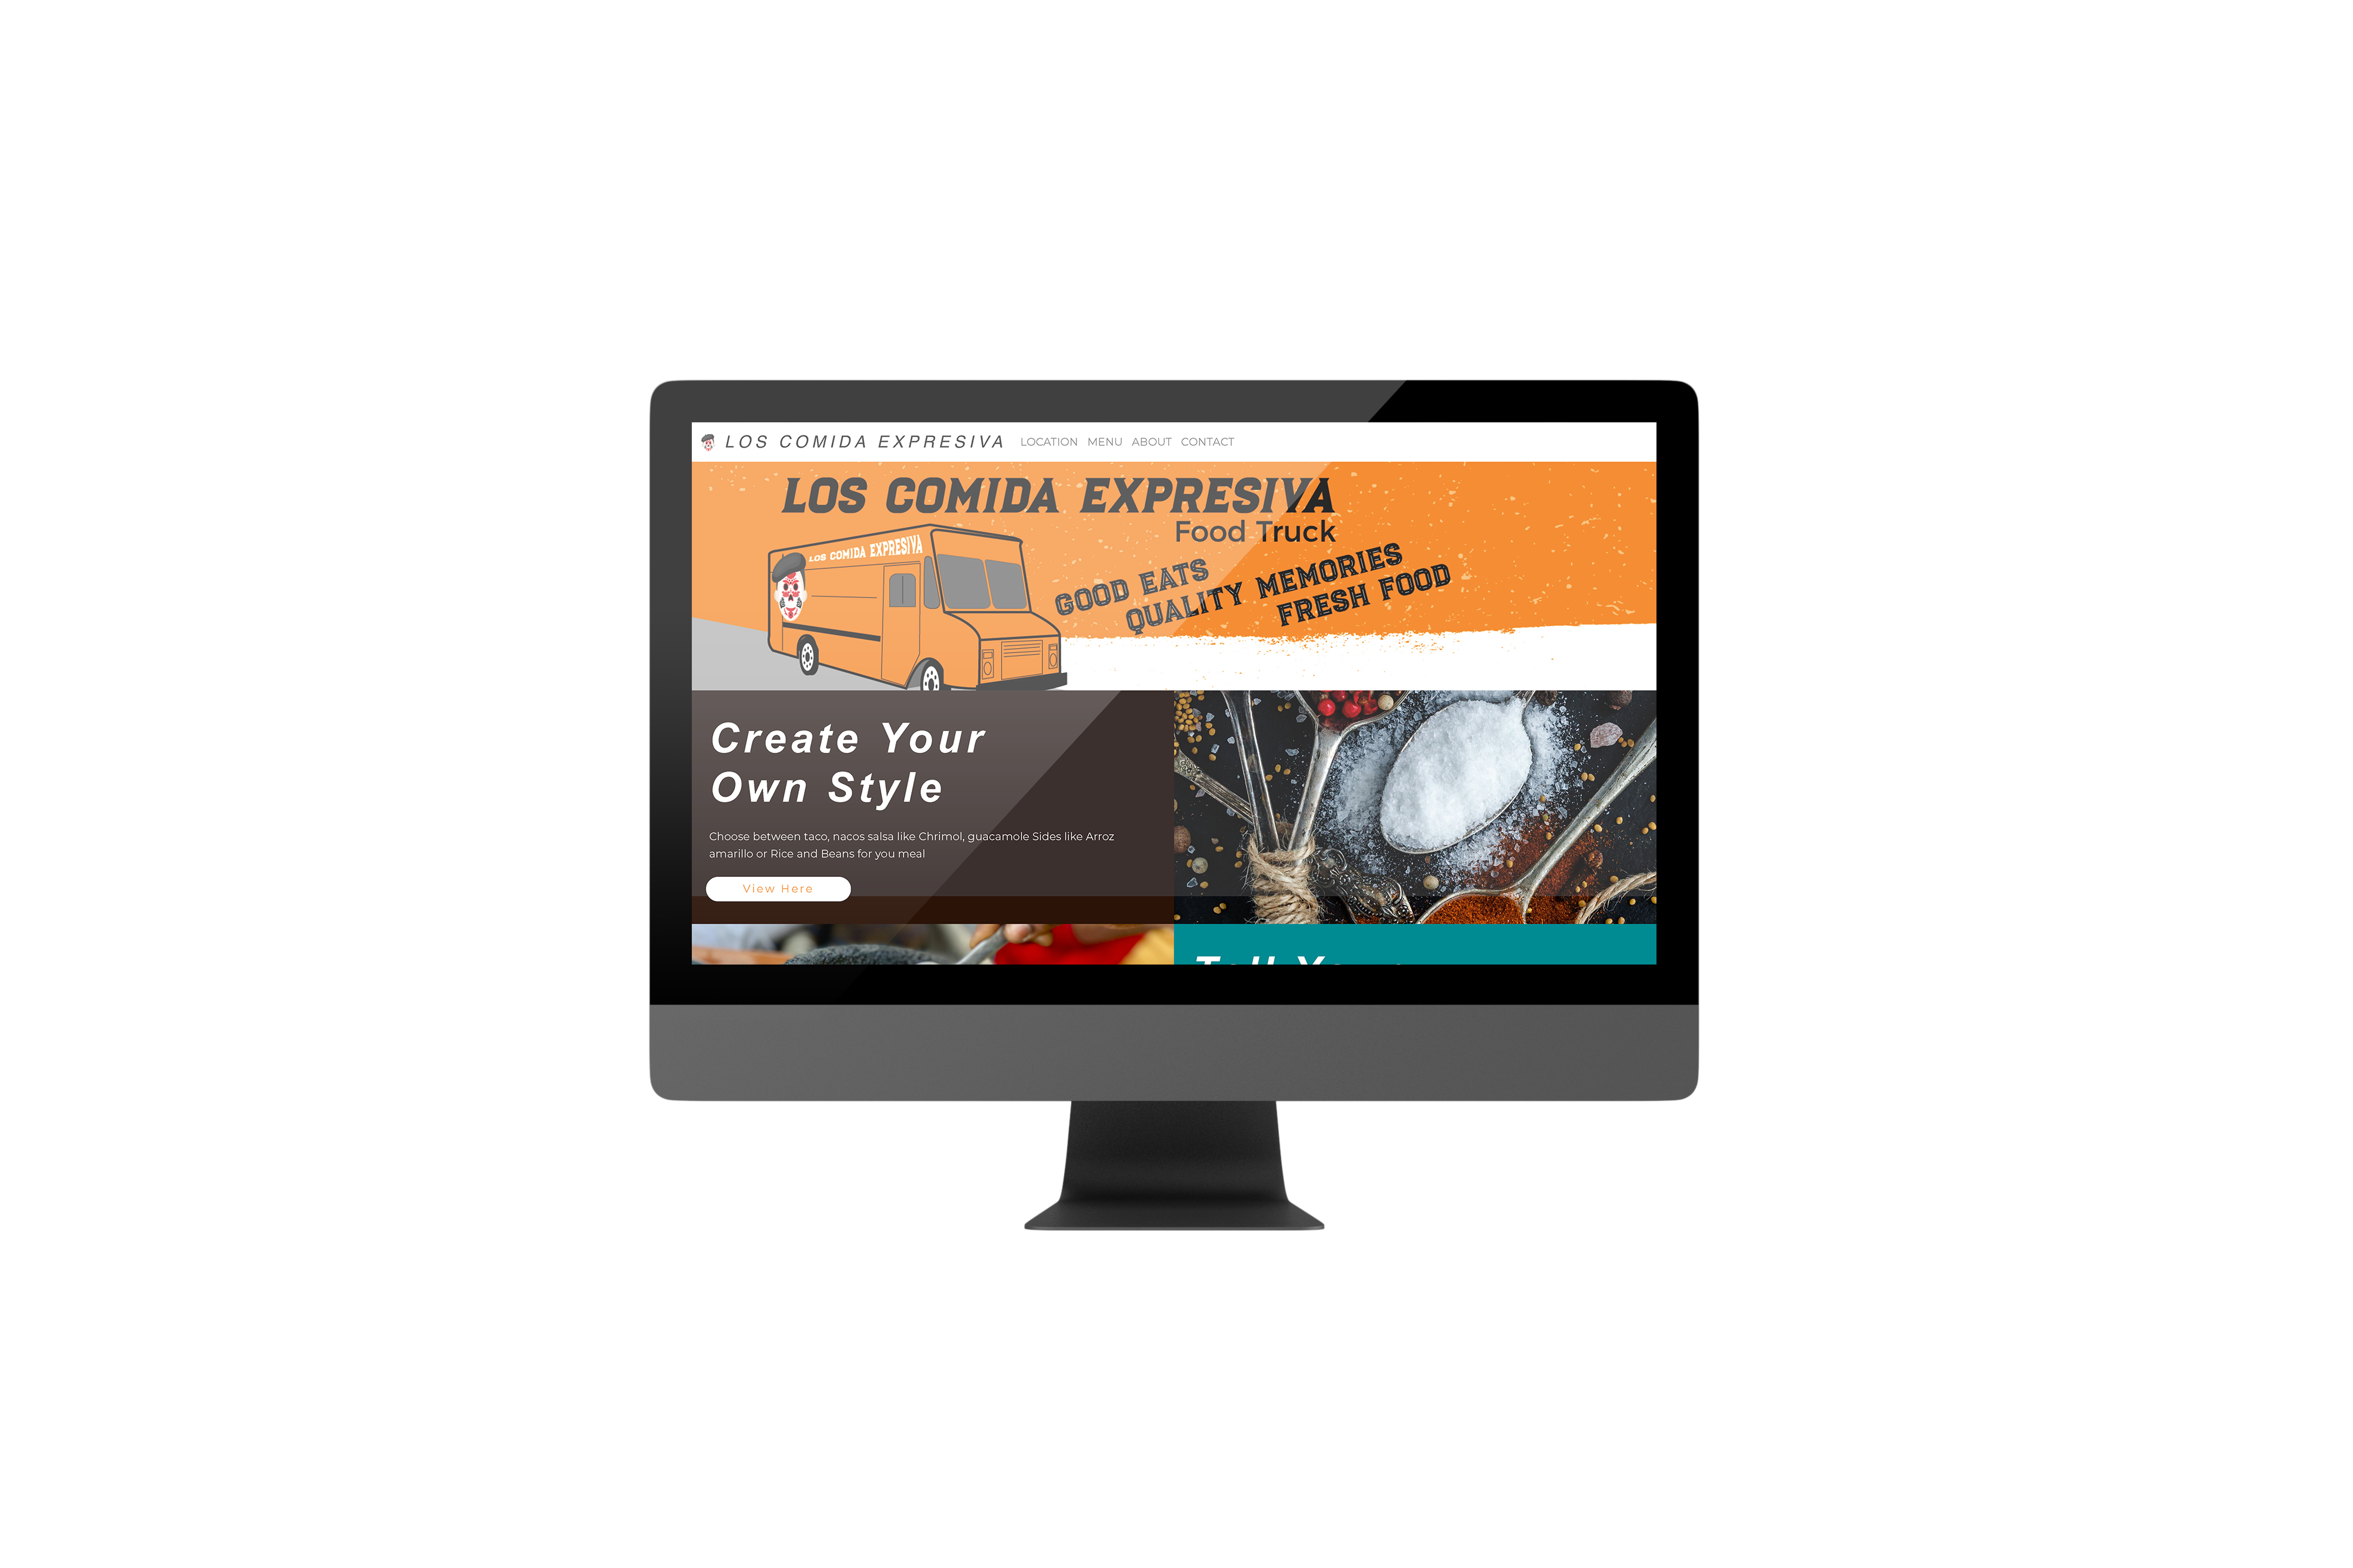 LOS COMIDA EXPRESIVA LOCATION MENU ABOUT CONTACT
LOS COMIDA EXPRESIVA
Food Truck
LOS COMIDA EXPRESIVA
GOOD EATS
QUALITY MEMORIES
FRESH FOOD
Create Your
Own Style
Choose between taco, nacos salsa like Chrimol, guacamole Sides like Arroz
amarillo or Rice and Beans for you meal
View Here